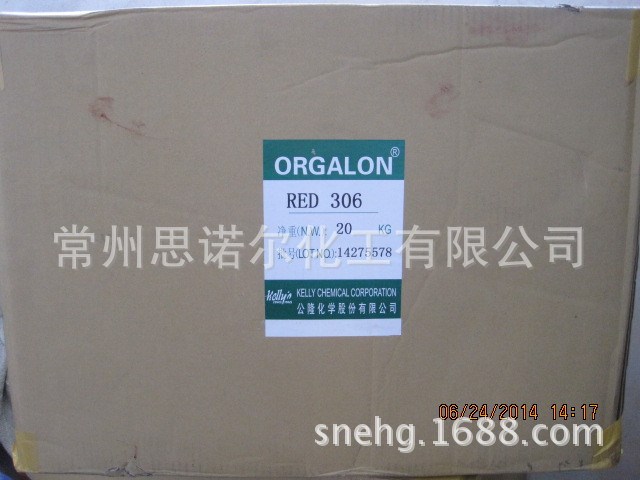 ORGALON®
RED 306
净重(N.W.): 20 KG
批号(LOT.NO.):14275578
常州思诺尔化工有限公司
Kelly's
KELLY CHEMICAL CORPORATION
公隆化学股份有限公司
06/24/2014 14:17
snehg.1688.com